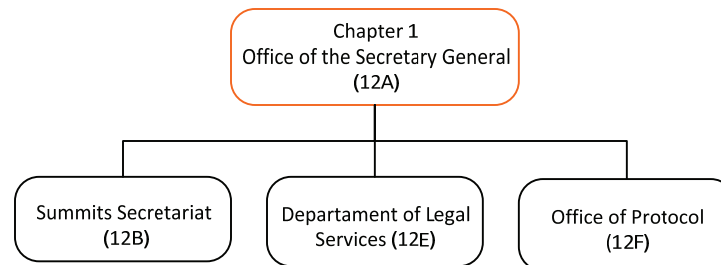 Chapter 1
Office of the Secretary General
(12A)
Summits Secretariat
(12B)
Departament of Legal
Services (12E)
Office of Protocol
(12F)